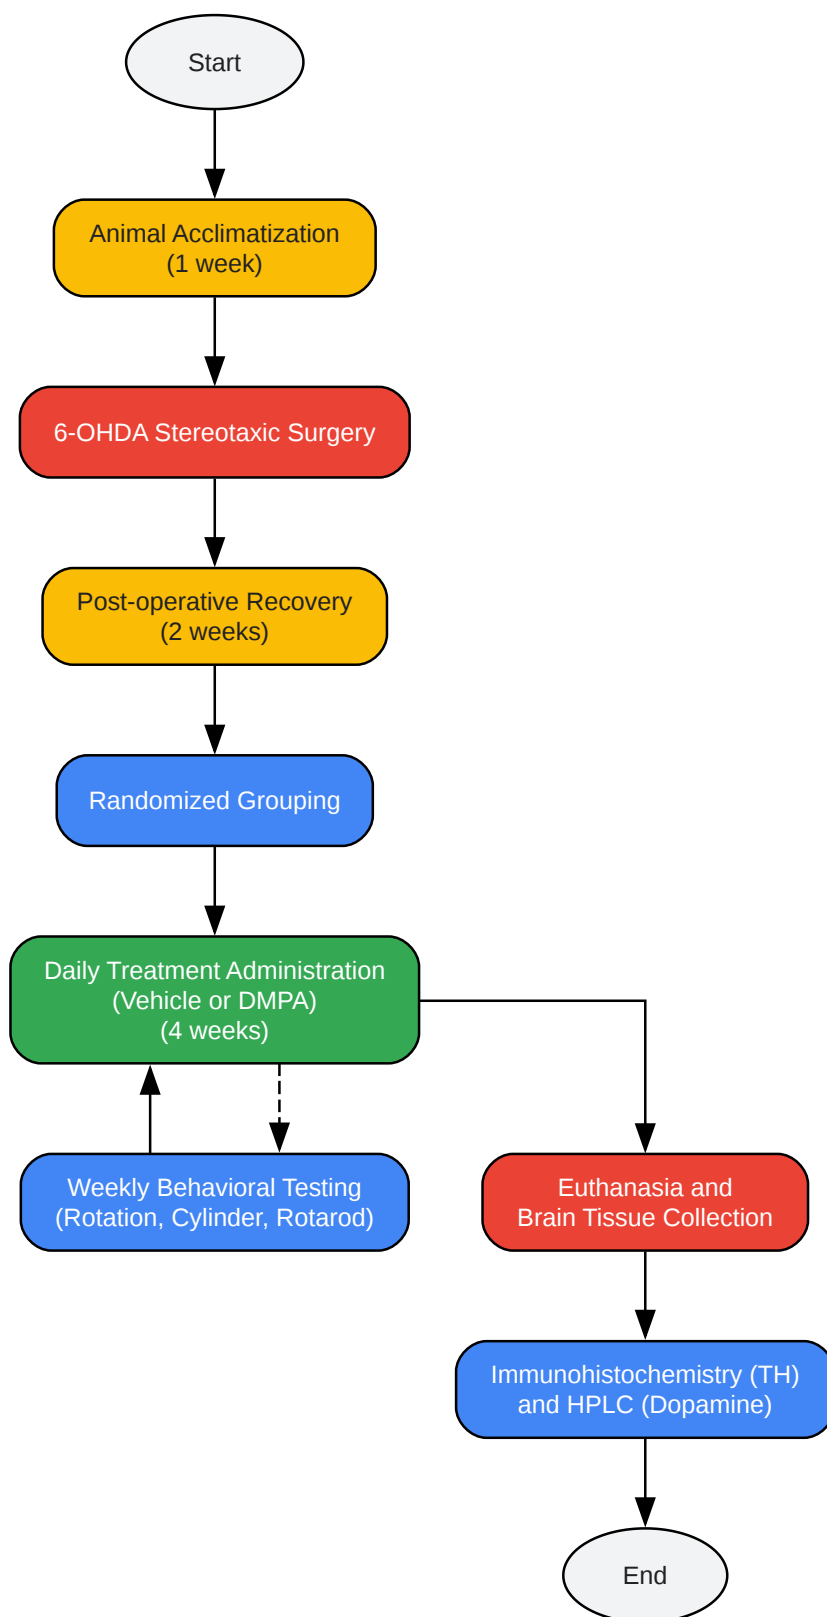 Start
Animal Acclimatization
(1 week)
6-OHDA Stereotaxic Surgery
Post-operative Recovery
(2 weeks)
Randomized Grouping
Daily Treatment Administration
(Vehicle or DMPA)
(4 weeks)
Weekly Behavioral Testing
(Rotation, Cylinder, Rotarod)
Euthanasia and
Brain Tissue Collection
Immunohistochemistry (TH)
and HPLC (Dopamine)
End